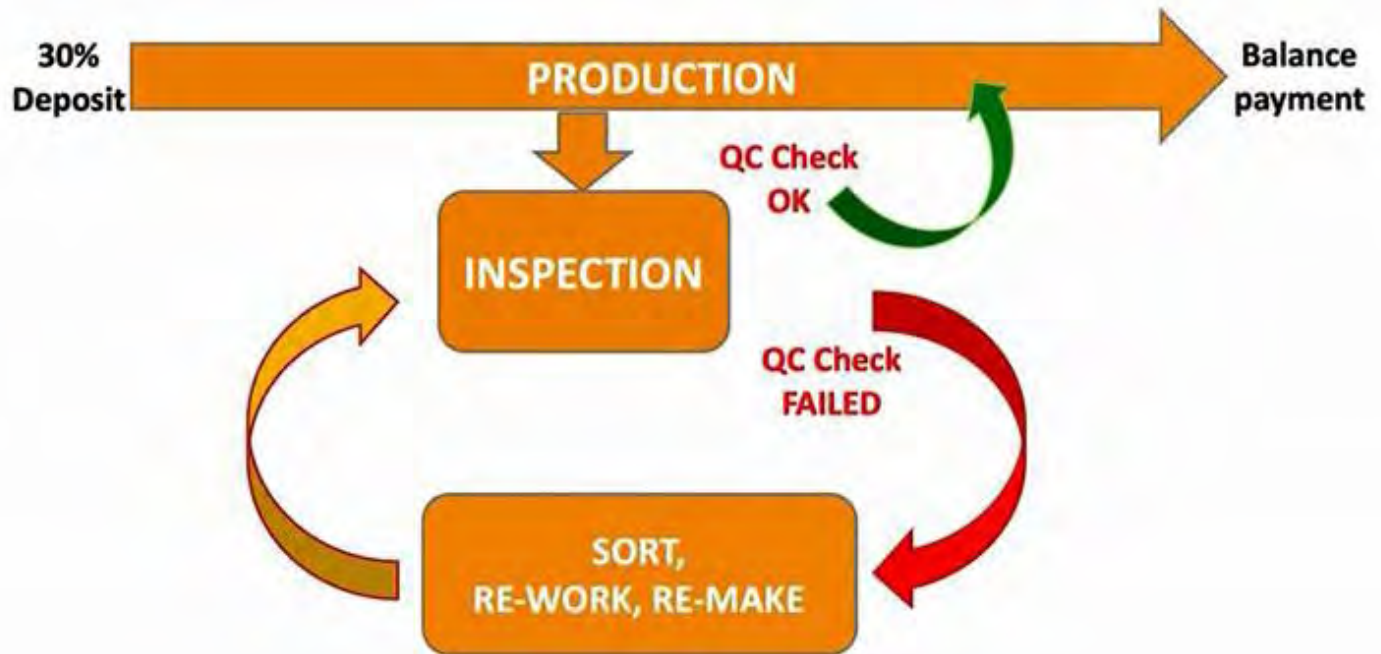 30%
Deposit
PRODUCTION
Balance
payment
QC Check
OK
INSPECTION
QC Check
FAILED
SORT,
RE-WORK, RE-MAKE